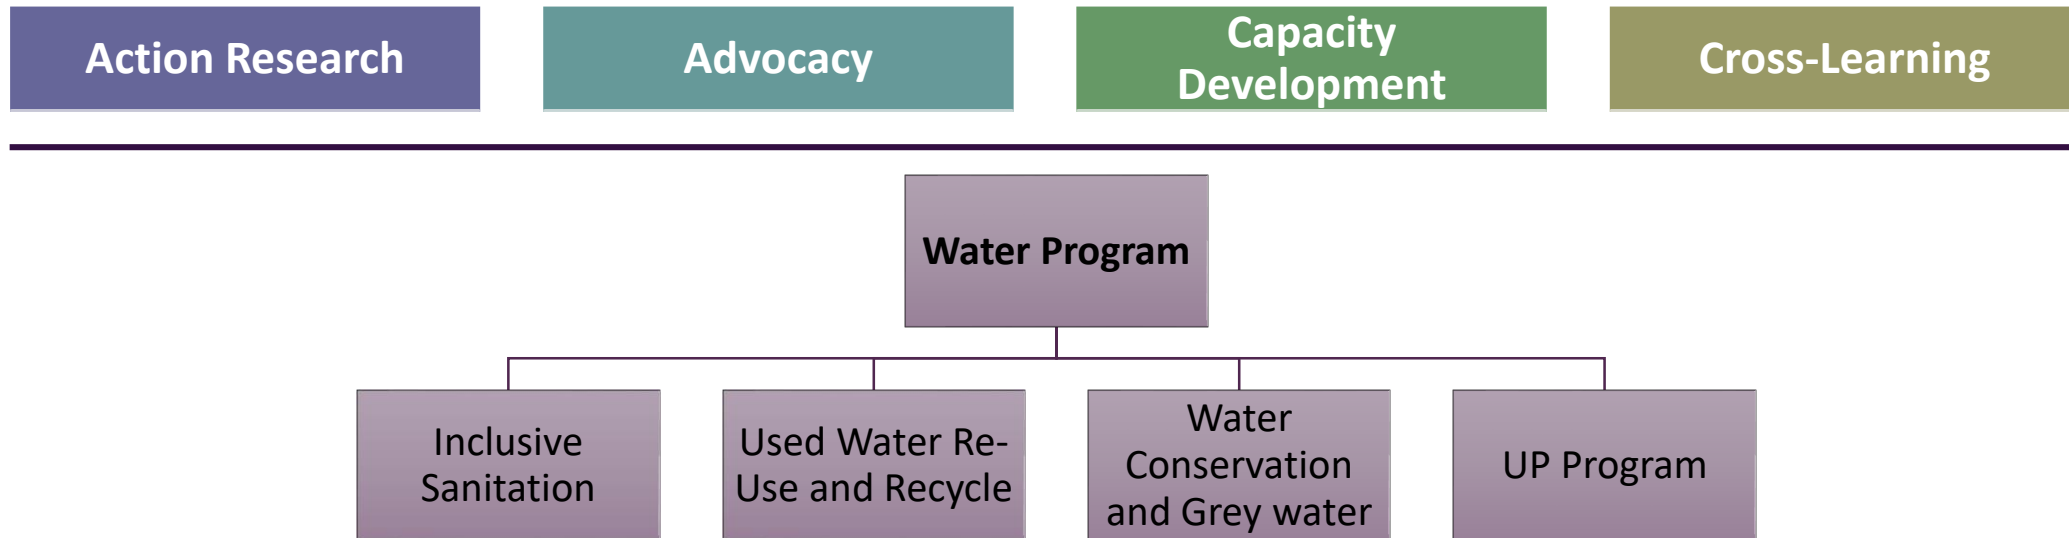 Action Research
Advocacy
Capacity
Development
Cross-Learning
Water Program
Inclusive
Sanitation
Used Water Re-
Use and Recycle
Water
Conservation
and Grey water
UP Program